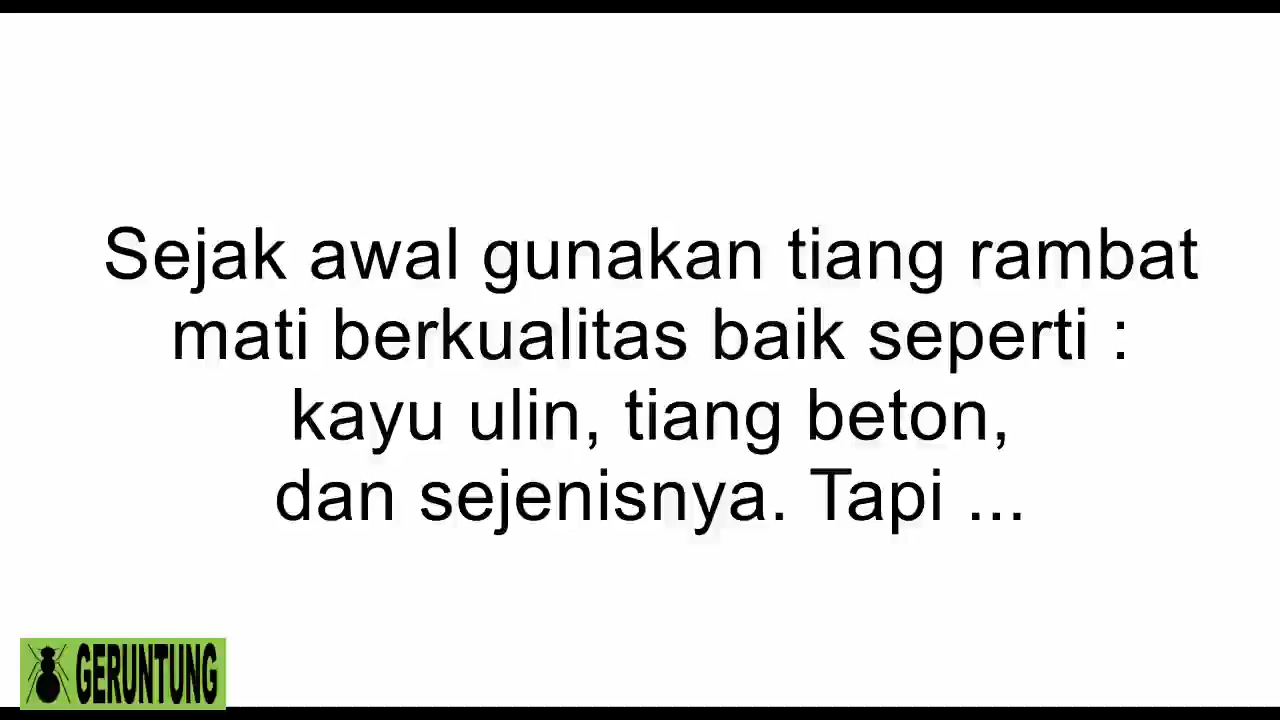 Sejak awal gunakan tiang rambat
mati berkualitas baik seperti :
kayu ulin, tiang beton,
dan sejenisnya. Tapi ...
GERUNTUNG